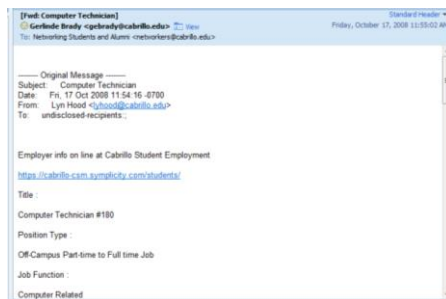 [Fwd: Computer Technician]
Standard Header
Gerlinde Brady <gebrady@cabrillo.edu> View
Friday, October 17, 2008 11:55:02 AM
To: Networking Students and Alumni <networkers@cabrillo.edu>
-------- Original Message --------
Subject: Computer Technician
Date: Fri, 17 Oct 2008 11:54:16 -0700
From: Lyn Hood <lyhood@cabrillo.edu>
To: undisclosed-recipients:;
Employer info on line at Cabrillo Student Employment
https://cabrillo-csm.symplicity.com/students/
Title :
Computer Technician #180
Position Type :
Off-Campus Part-time to Full time Job
Job Function :
Computer Related